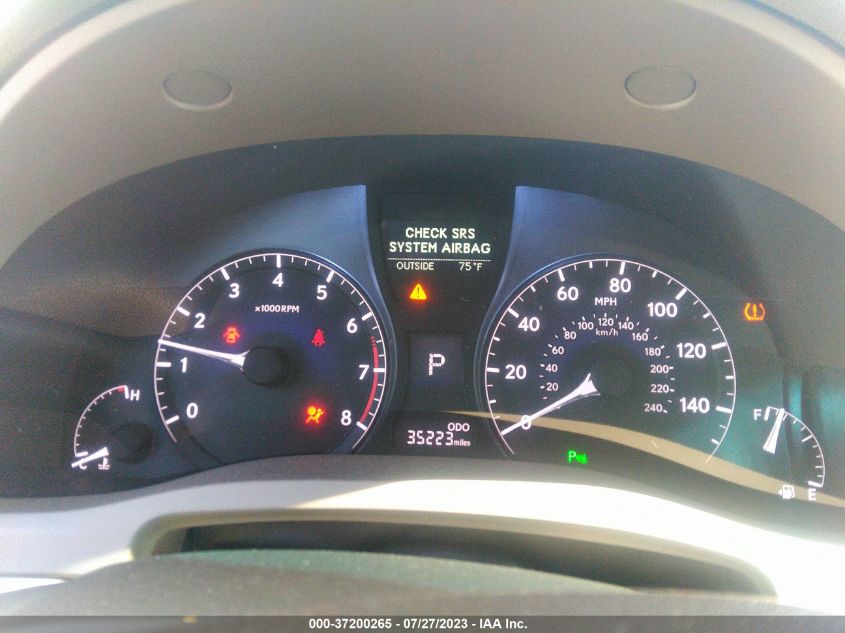 CHECK SRS
SYSTEM AIRBAG
OUTSIDE 75°F
0 1 2 3 4 5 6 7 8
x1000RPM
P
ODO
35223 miles
0 20 40 60 80 100 120 140
MPH
20 40 60 80 100 120 140 160 180 200 220 240
km/h
H
C
F
E
P
000-37200265 - 07/27/2023 - IAA Inc.